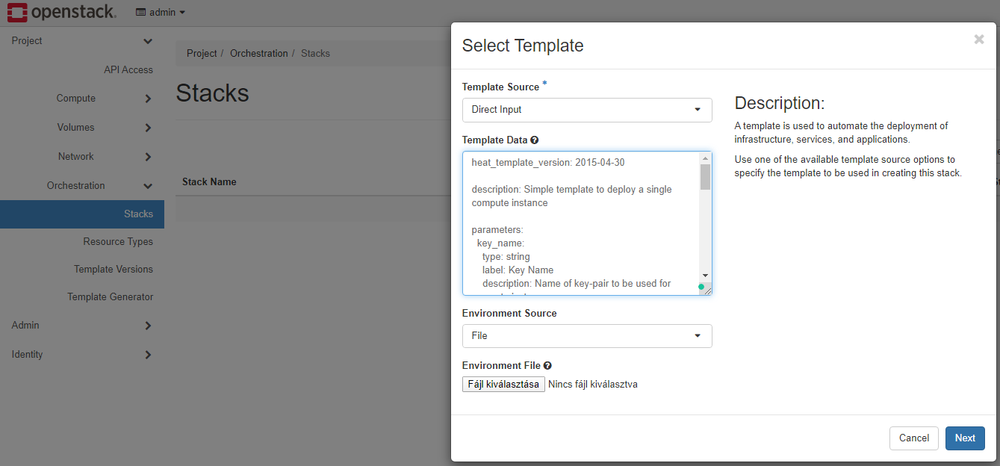 openstack.
admin
Project
API Access
Compute
Volumes
Network
Orchestration
Stacks
Resource Types
Template Versions
Template Generator
Admin
Identity
Project / Orchestration / Stacks
Stacks
Stack Name
Select Template
×
Template Source *
Direct Input
Template Data ?
heat_template_version: 2015-04-30
description: Simple template to deploy a single
compute instance
parameters:
key_name:
type: string
label: Key Name
description: Name of key-pair to be used for
Environment Source
File
Environment File ?
Fájl kiválasztása Nincs fájl kiválasztva
Description:
A template is used to automate the deployment of
infrastructure, services, and applications.
Use one of the available template source options to
specify the template to be used in creating this stack.
Cancel
Next